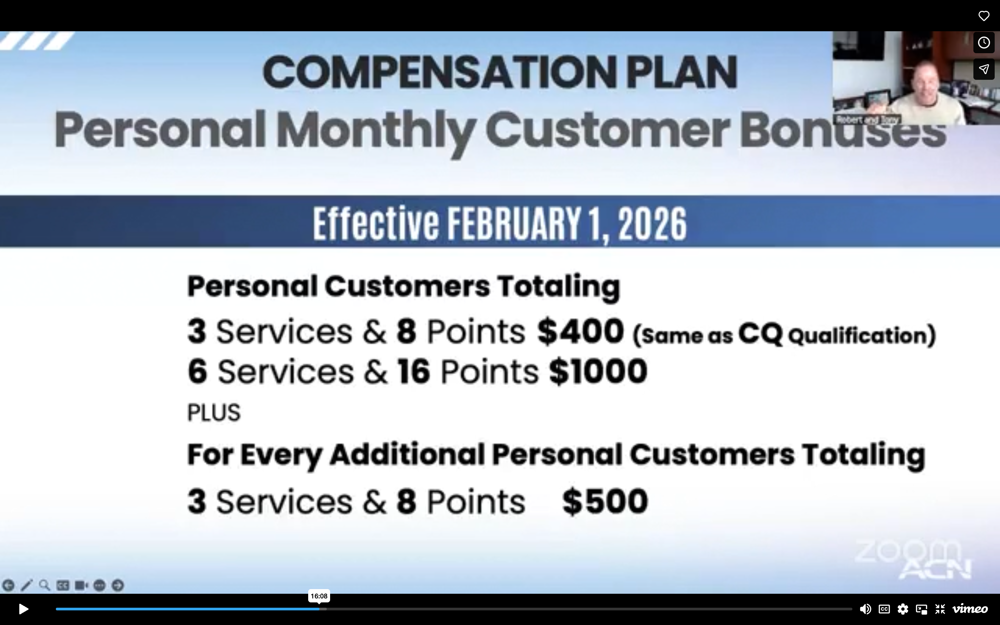 COMPENSATION PLAN
Personal Monthly Customer Bonuses
Robert and Tony
Effective FEBRUARY 1, 2026
Personal Customers Totaling
3 Services & 8 Points $400 (Same as CQ Qualification)
6 Services & 16 Points $1000
PLUS
For Every Additional Personal Customers Totaling
3 Services & 8 Points $500
zoom
ACN
CC
16:08
CC
vimeo